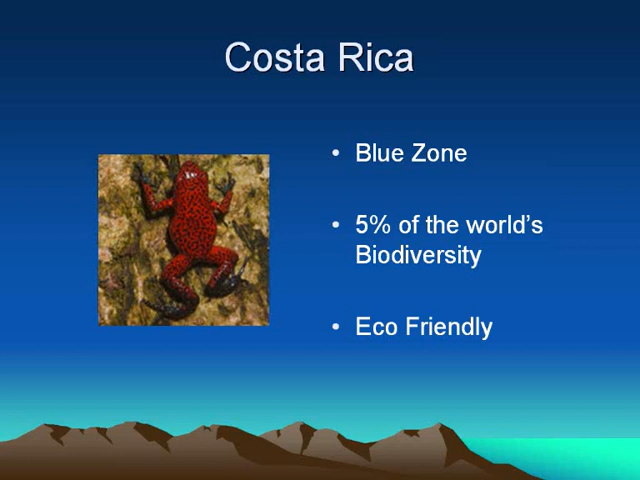 Costa Rica
• Blue Zone
• 5% of the world's
Biodiversity
• Eco Friendly